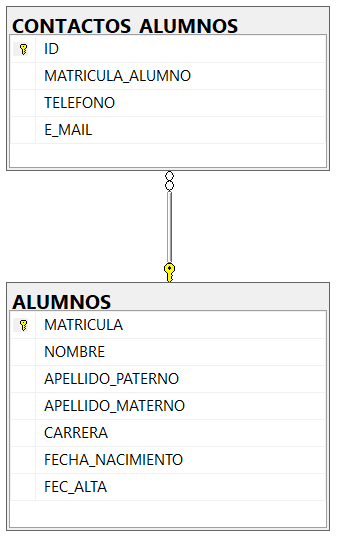 CONTACTOS_ALUMNOS
ID
MATRICULA_ALUMNO
TELEFONO
E_MAIL
ALUMNOS
MATRICULA
NOMBRE
APELLIDO_PATERNO
APELLIDO_MATERNO
CARRERA
FECHA_NACIMIENTO
FEC_ALTA